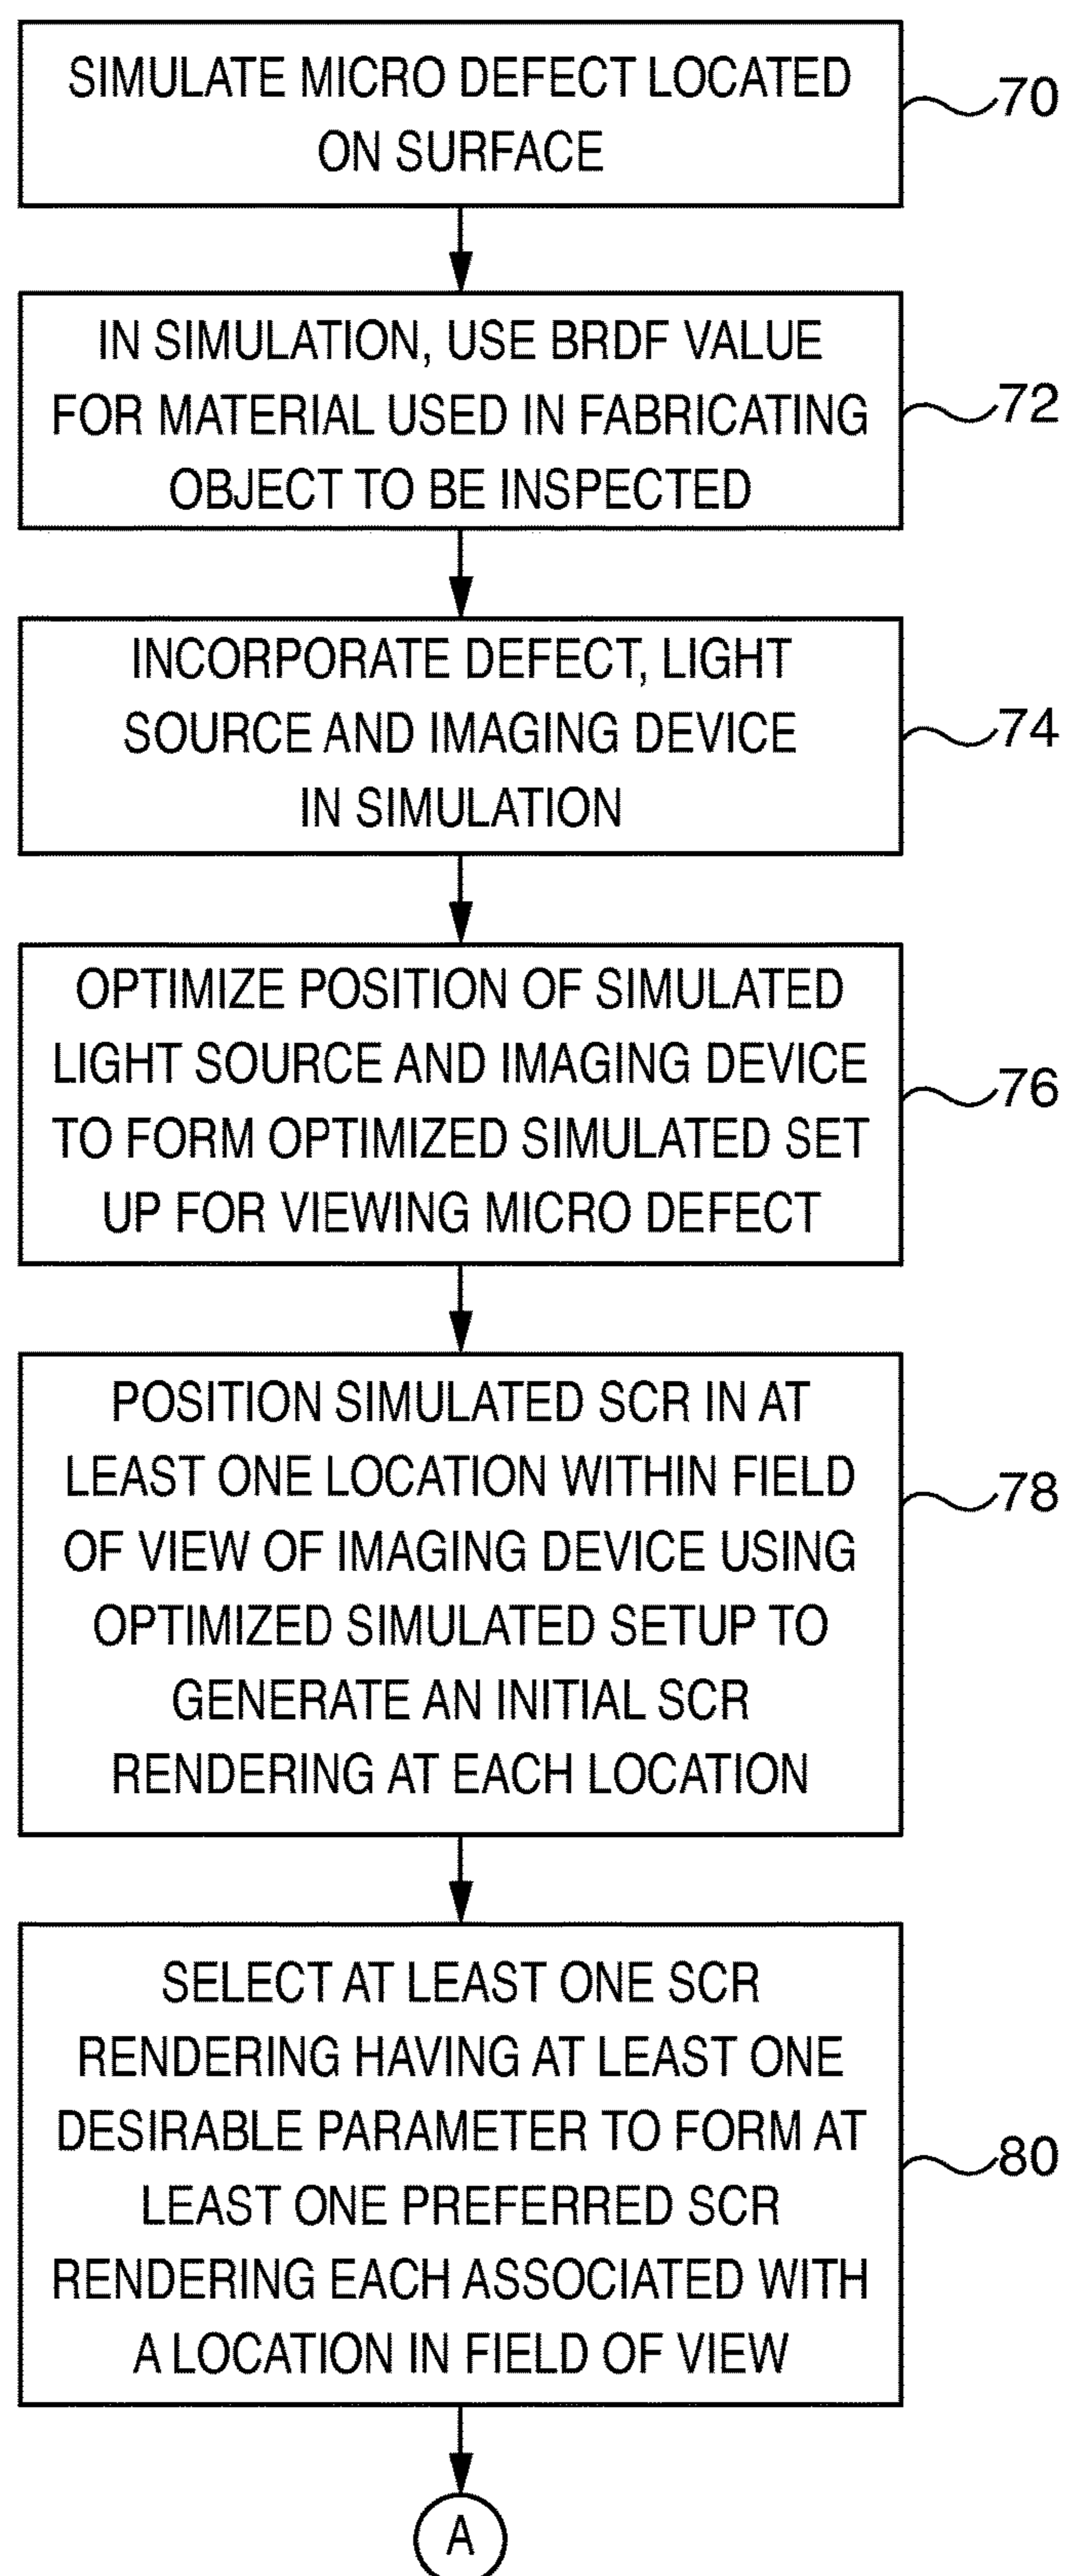 SIMULATE MICRO DEFECT LOCATED
ON SURFACE
70
IN SIMULATION, USE BRDF VALUE
FOR MATERIAL USED IN FABRICATING
OBJECT TO BE INSPECTED
72
INCORPORATE DEFECT, LIGHT
SOURCE AND IMAGING DEVICE
IN SIMULATION
74
OPTIMIZE POSITION OF SIMULATED
LIGHT SOURCE AND IMAGING DEVICE
TO FORM OPTIMIZED SIMULATED SET
UP FOR VIEWING MICRO DEFECT
76
POSITION SIMULATED SCR IN AT
LEAST ONE LOCATION WITHIN FIELD
OF VIEW OF IMAGING DEVICE USING
OPTIMIZED SIMULATED SETUP TO
GENERATE AN INITIAL SCR
RENDERING AT EACH LOCATION
78
SELECT AT LEAST ONE SCR
RENDERING HAVING AT LEAST ONE
DESIRABLE PARAMETER TO FORM AT
LEAST ONE PREFERRED SCR
RENDERING EACH ASSOCIATED WITH
A LOCATION IN FIELD OF VIEW
80
A